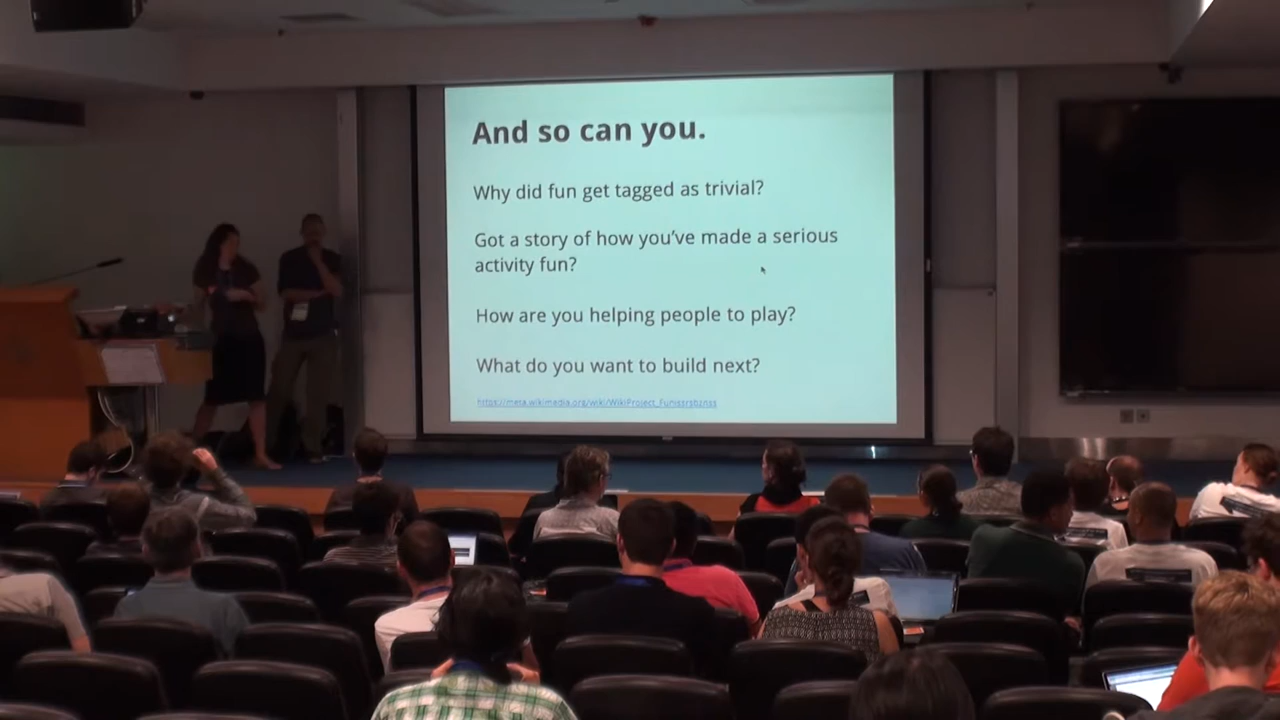 And so can you.
Why did fun get tagged as trivial?
Got a story of how you've made a serious
activity fun?
How are you helping people to play?
What do you want to build next?